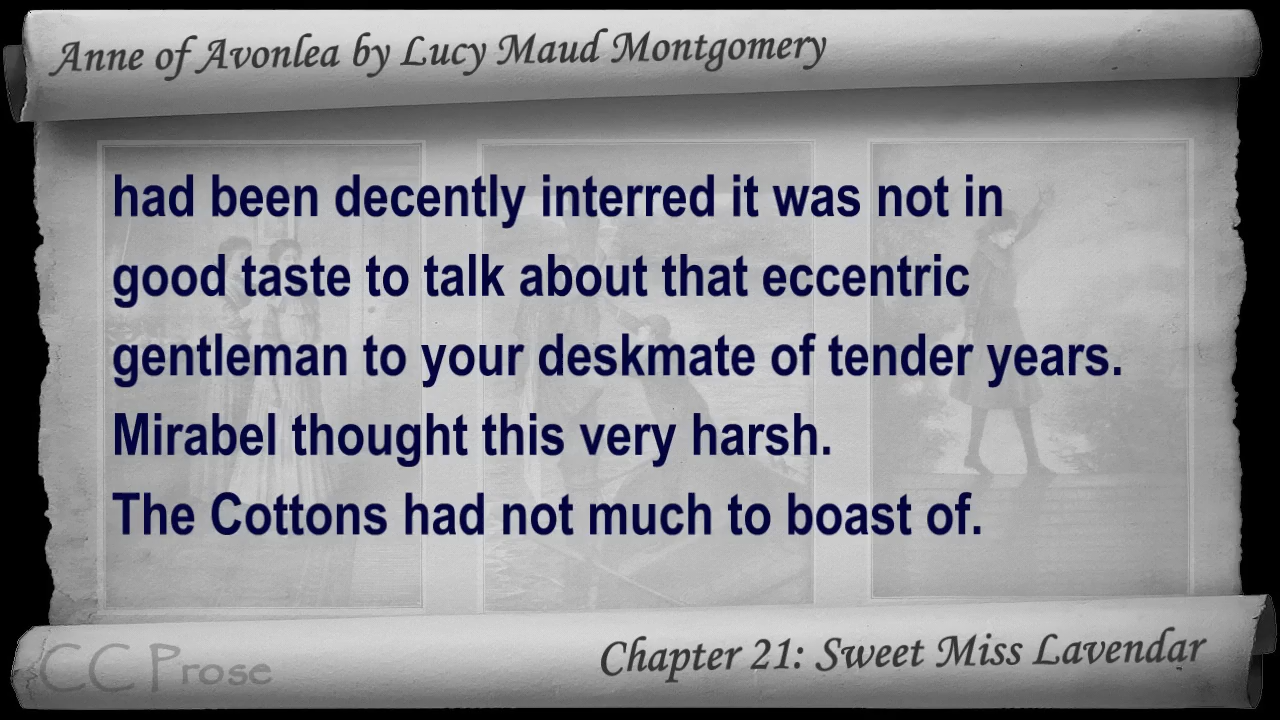 Anne of Avonlea by Lucy Maud Montgomery
had been decently interred it was not in
good taste to talk about that eccentric
gentleman to your deskmate of tender years.
Mirabel thought this very harsh.
The Cottons had not much to boast of.
CC Prose
Chapter 21: Sweet Miss Lavendar